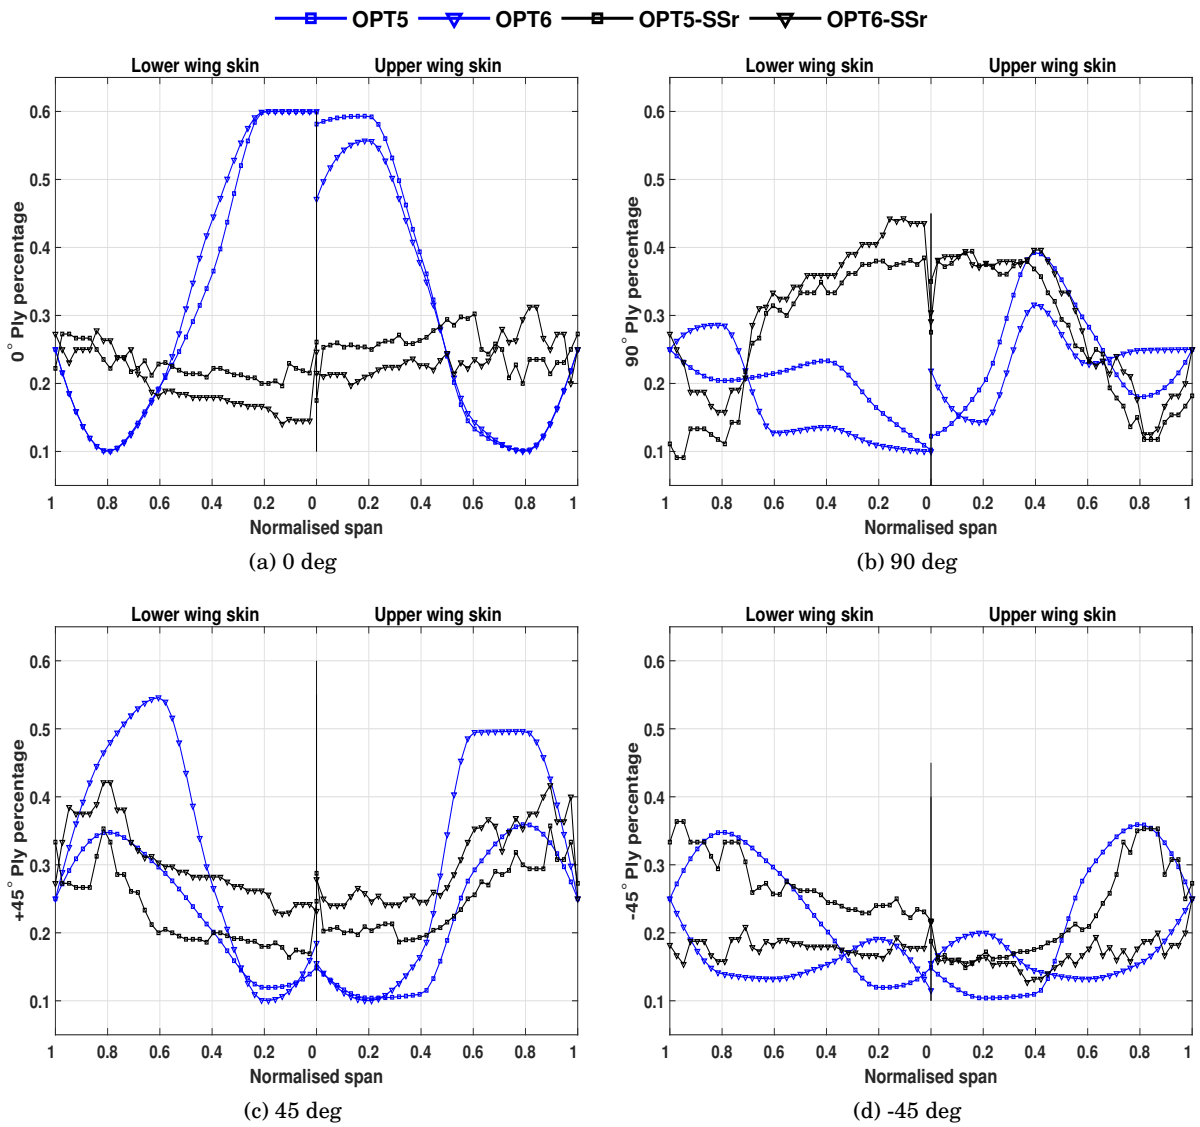 OPT5 OPT6 OPT5-SSr OPT6-SSr
Lower wing skin Upper wing skin
0° Ply percentage
0.6
0.5
0.4
0.3
0.2
0.1
1 0.8 0.6 0.4 0.2 0 0.2 0.4 0.6 0.8 1
Normalised span
(a) 0 deg
Lower wing skin Upper wing skin
90° Ply percentage
0.6
0.5
0.4
0.3
0.2
0.1
1 0.8 0.6 0.4 0.2 0 0.2 0.4 0.6 0.8 1
Normalised span
(b) 90 deg
Lower wing skin Upper wing skin
+45° Ply percentage
0.6
0.5
0.4
0.3
0.2
0.1
1 0.8 0.6 0.4 0.2 0 0.2 0.4 0.6 0.8 1
Normalised span
(c) 45 deg
Lower wing skin Upper wing skin
-45° Ply percentage
0.6
0.5
0.4
0.3
0.2
0.1
1 0.8 0.6 0.4 0.2 0 0.2 0.4 0.6 0.8 1
Normalised span
(d) -45 deg